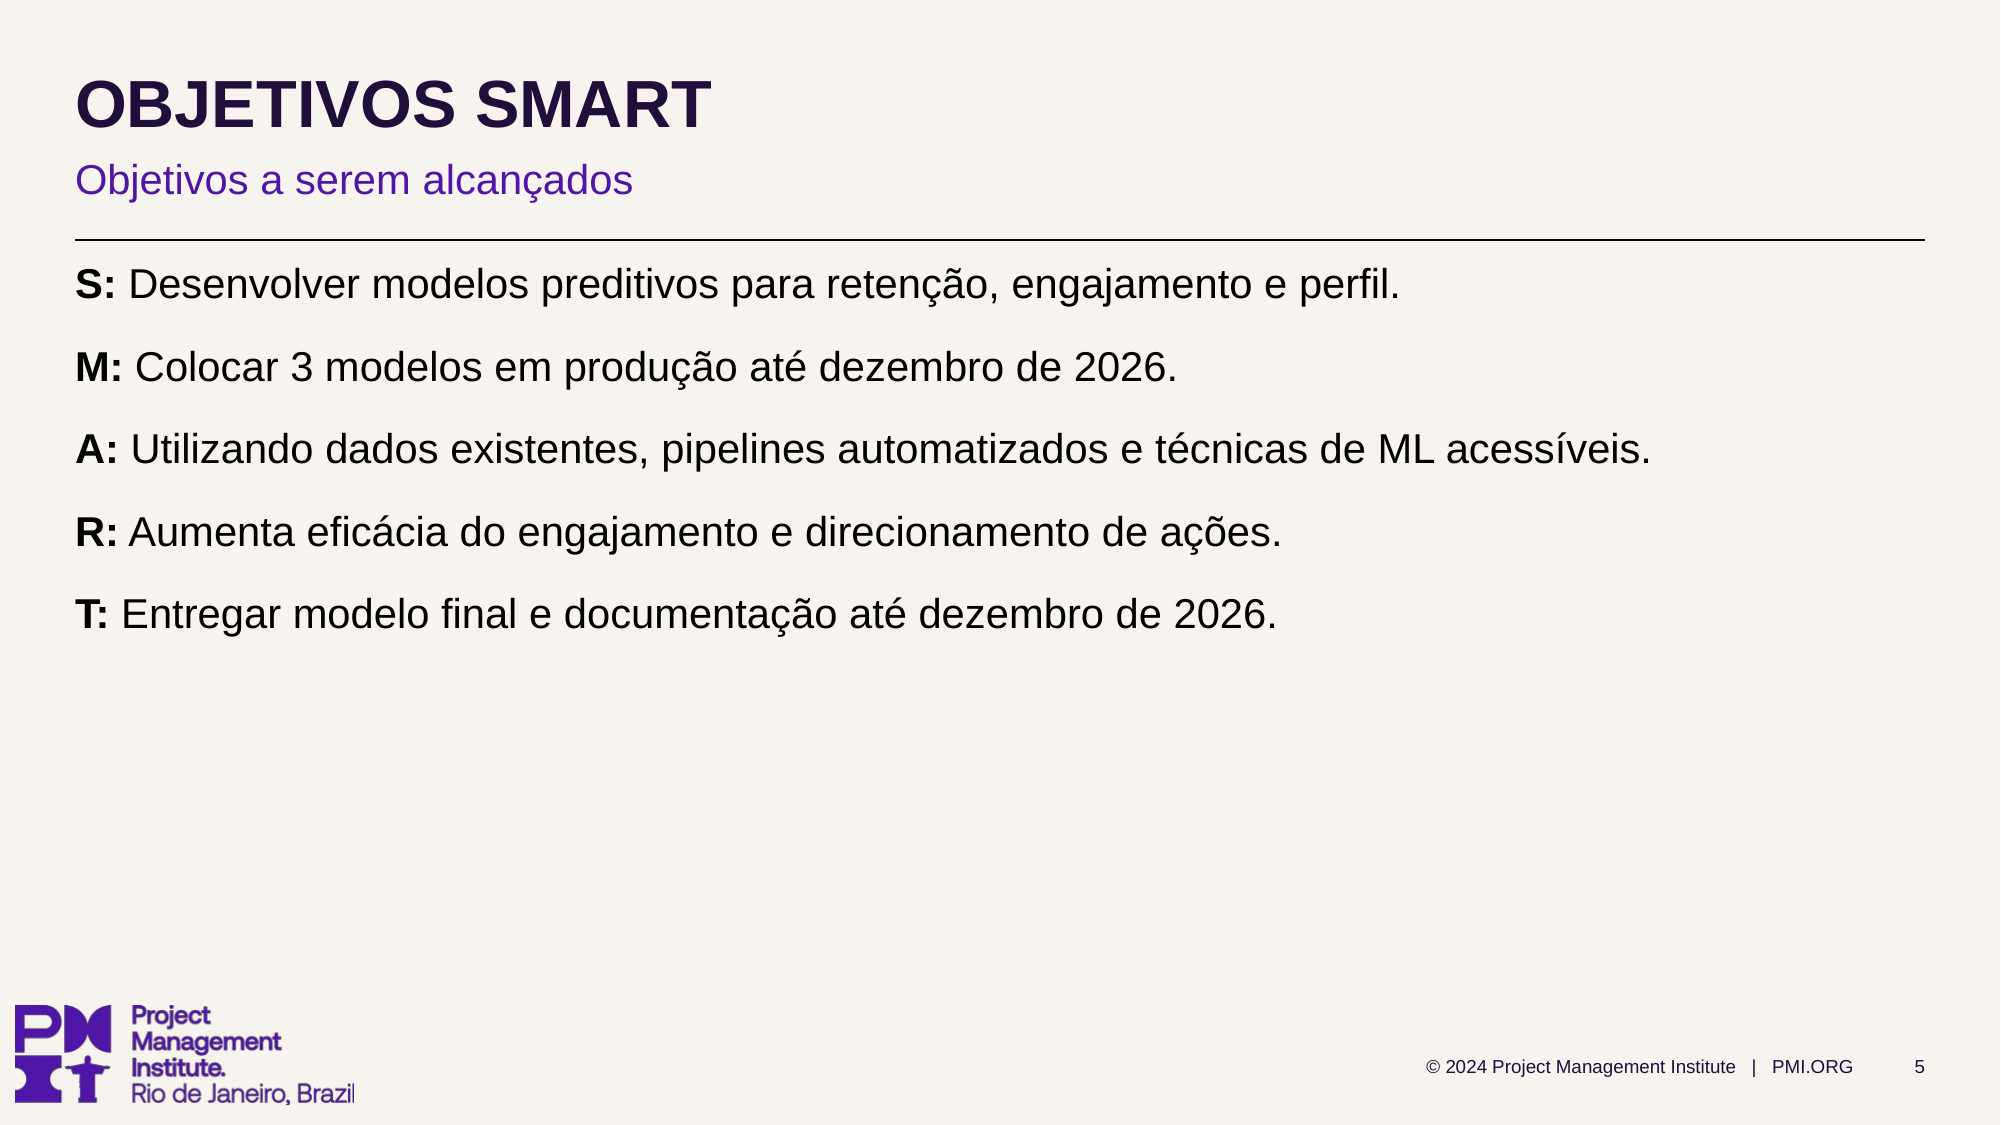 OBJETIVOS SMART
Objetivos a serem alcançados
S: Desenvolver modelos preditivos para retenção, engajamento e perfil.
M: Colocar 3 modelos em produção até dezembro de 2026.
A: Utilizando dados existentes, pipelines automatizados e técnicas de ML acessíveis.
R: Aumenta eficácia do engajamento e direcionamento de ações.
T: Entregar modelo final e documentação até dezembro de 2026.
Project
Management
Institute.
Rio de Janeiro, Brazil
© 2024 Project Management Institute | PMI.ORG 5